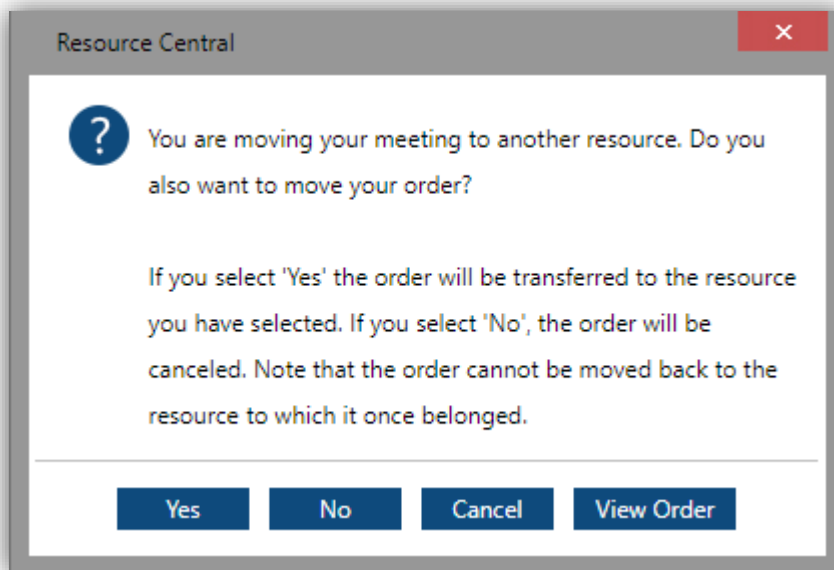 Resource Central
?
You are moving your meeting to another resource. Do you
also want to move your order?
If you select 'Yes' the order will be transferred to the resource
you have selected. If you select 'No', the order will be
canceled. Note that the order cannot be moved back to the
resource to which it once belonged.
Yes No Cancel View Order